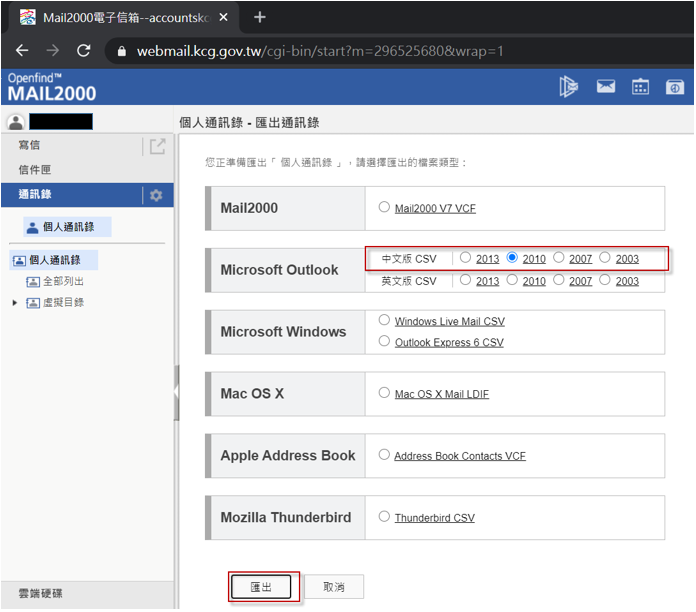 Mail2000電子信箱--accountskc
webmail.kcg.gov.tw/cgi-bin/start?m=296525680&wrap=1
Openfind™
MAIL2000
個人通訊錄 - 匯出通訊錄
寫信
信件匣
通訊錄
個人通訊錄
個人通訊錄
全部列出
虛擬目錄
雲端硬碟
您正準備匯出「 個人通訊錄 」，請選擇匯出的檔案類型：
Mail2000
Mail2000 V7 VCF
Microsoft Outlook
中文版 CSV 2013 2010 2007 2003
英文版 CSV 2013 2010 2007 2003
Microsoft Windows
Windows Live Mail CSV
Outlook Express 6 CSV
Mac OS X
Mac OS X Mail LDIF
Apple Address Book
Address Book Contacts VCF
Mozilla Thunderbird
Thunderbird CSV
匯出 取消